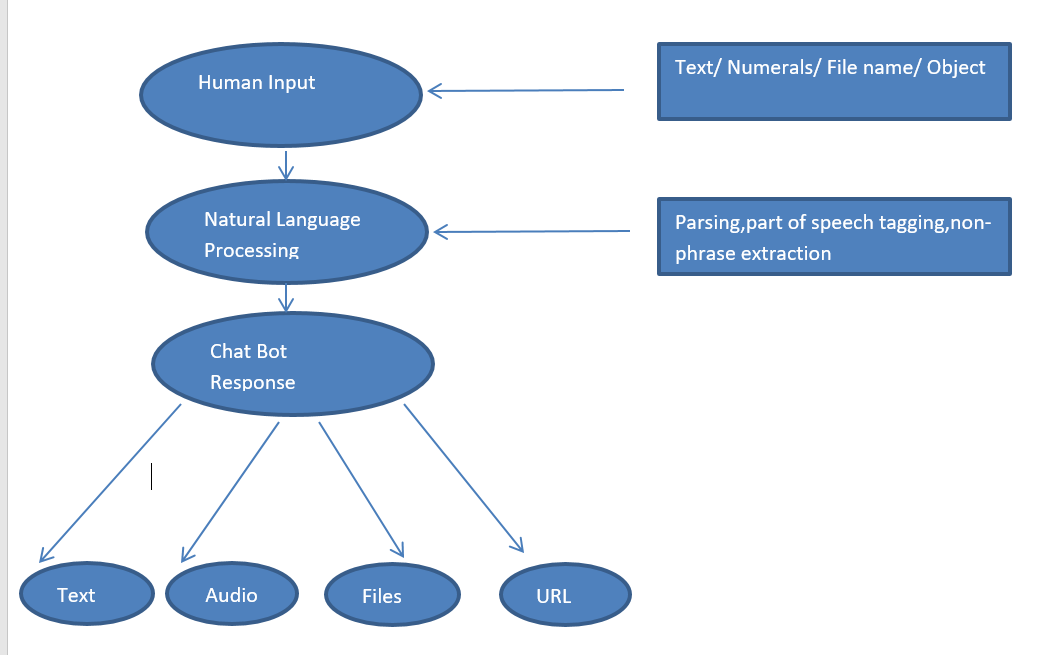 Human Input
Text/ Numerals/ File name/ Object
Natural Language
Processing
Parsing,part of speech tagging,non-
phrase extraction
Chat Bot
Response
Text
Audio
Files
URL